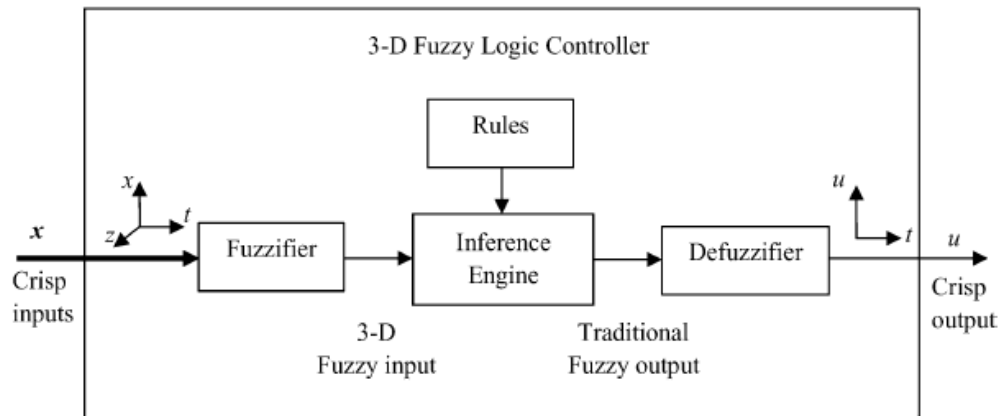 3-D Fuzzy Logic Controller
Rules
x
t
z
u
t
x
Fuzzifier
Inference
Engine
Defuzzifier
u
Crisp
inputs
Crisp
output
3-D
Fuzzy input
Traditional
Fuzzy output